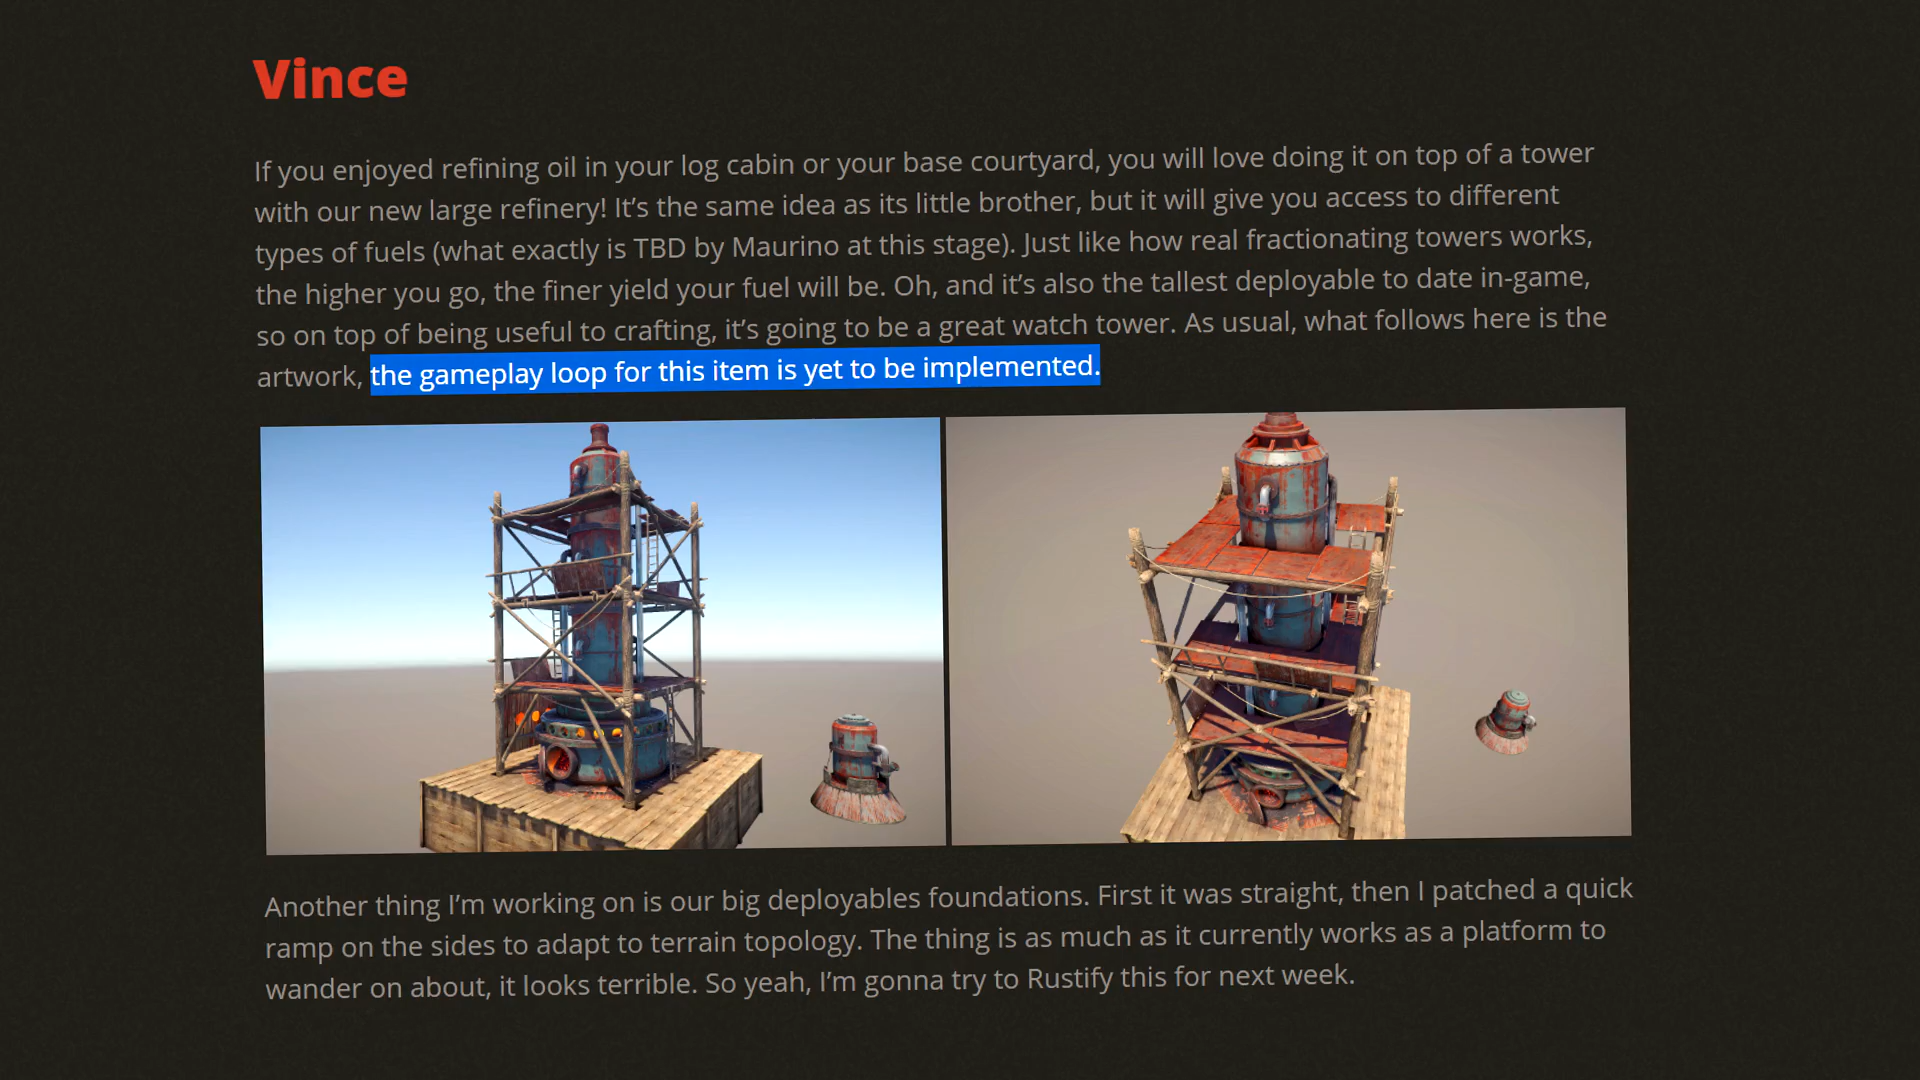 Vince
If you enjoyed refining oil in your log cabin or your base courtyard, you will love doing it on top of a tower
with our new large refinery! It’s the same idea as its little brother, but it will give you access to different
types of fuels (what exactly is TBD by Maurino at this stage). Just like how real fractionating towers works,
the higher you go, the finer yield your fuel will be. Oh, and it’s also the tallest deployable to date in-game,
so on top of being useful to crafting, it’s going to be a great watch tower. As usual, what follows here is the
artwork, the gameplay loop for this item is yet to be implemented.
Another thing I’m working on is our big deployables foundations. First it was straight, then I patched a quick
ramp on the sides to adapt to terrain topology. The thing is as much as it currently works as a platform to
wander on about, it looks terrible. So yeah, I’m gonna try to Rustify this for next week.